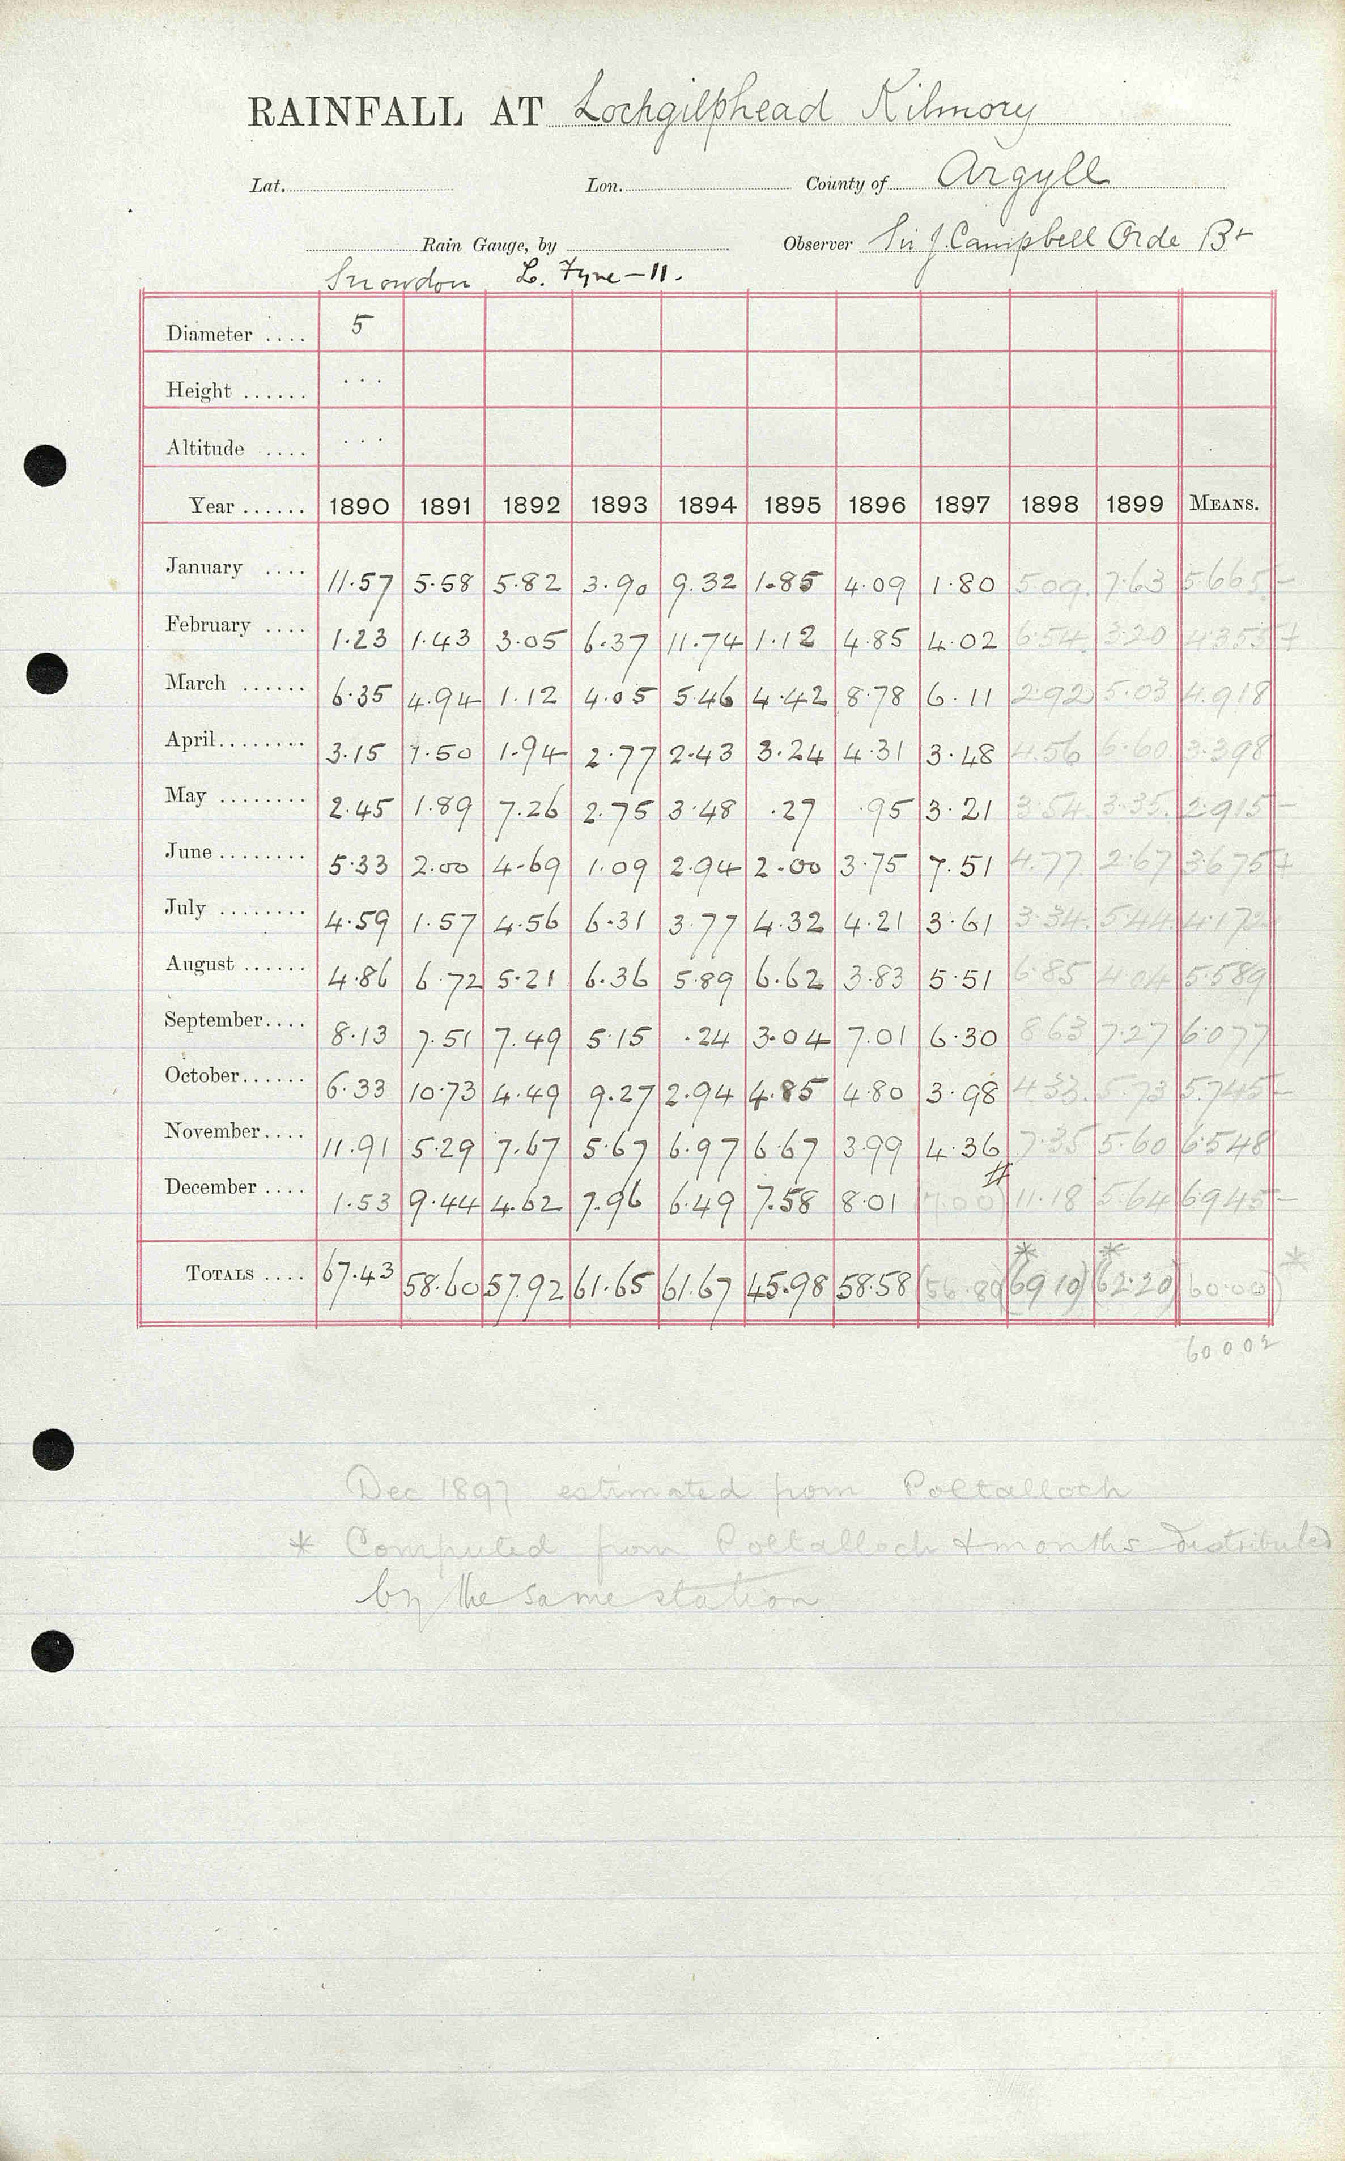 RAINFALL AT Lochgilphead Kilmory
Lat. Lon. County of Argyll
Rain Gauge, by Observer Sir J. Campbell Orde Bt
Snowdon L. Fyne – 11.
Diameter .... 5
Height ...... ...
Altitude .... ...
Year ...... 1890 1891 1892 1893 1894 1895 1896 1897 1898 1899 MEANS.
January .... 11.57 5.58 5.82 3.90 9.32 1.85 4.09 1.80 5.09 7.63 5.665 –
February .... 1.23 1.43 3.05 6.37 11.74 1.12 4.85 4.02 6.54 3.20 4.355 +
March ...... 6.35 4.94 1.12 4.05 5.46 4.42 8.78 6.11 2.92 5.03 4.918
April ........ 3.15 1.50 1.94 2.77 2.43 3.24 4.31 3.48 4.56 6.60 3.398
May ........ 2.45 1.89 7.26 2.75 3.48 .27 .95 3.21 3.54 3.35 2.915 –
June ........ 5.33 2.00 4.69 1.09 2.94 2.00 3.75 7.51 4.77 2.67 3.675 +
July ........ 4.59 1.57 4.56 6.31 3.77 4.32 4.21 3.61 3.34 5.44 4.172
August ...... 4.86 6.72 5.21 6.36 5.89 6.62 3.83 5.51 6.85 4.04 5.589
September .... 8.13 7.51 7.49 5.15 .24 3.04 7.01 6.30 8.63 7.27 6.077
October ...... 6.33 10.73 4.49 9.27 2.94 4.85 4.80 3.98 4.33 5.73 5.745 –
November .... 11.91 5.29 7.67 5.67 6.97 6.67 3.99 4.36 7.35 5.60 6.548
December .... 1.53 9.44 4.62 7.96 6.49 7.58 8.01 (7.00) # 11.18 5.64 6.945 –
TOTALS .... 67.43 58.60 57.92 61.65 61.67 45.98 58.58 (56.89) (69.10)* (62.20)* (60.00) *
60 002
Dec 1897 estimated from Poltalloch
* Computed from Poltalloch & months distributed
by the same station